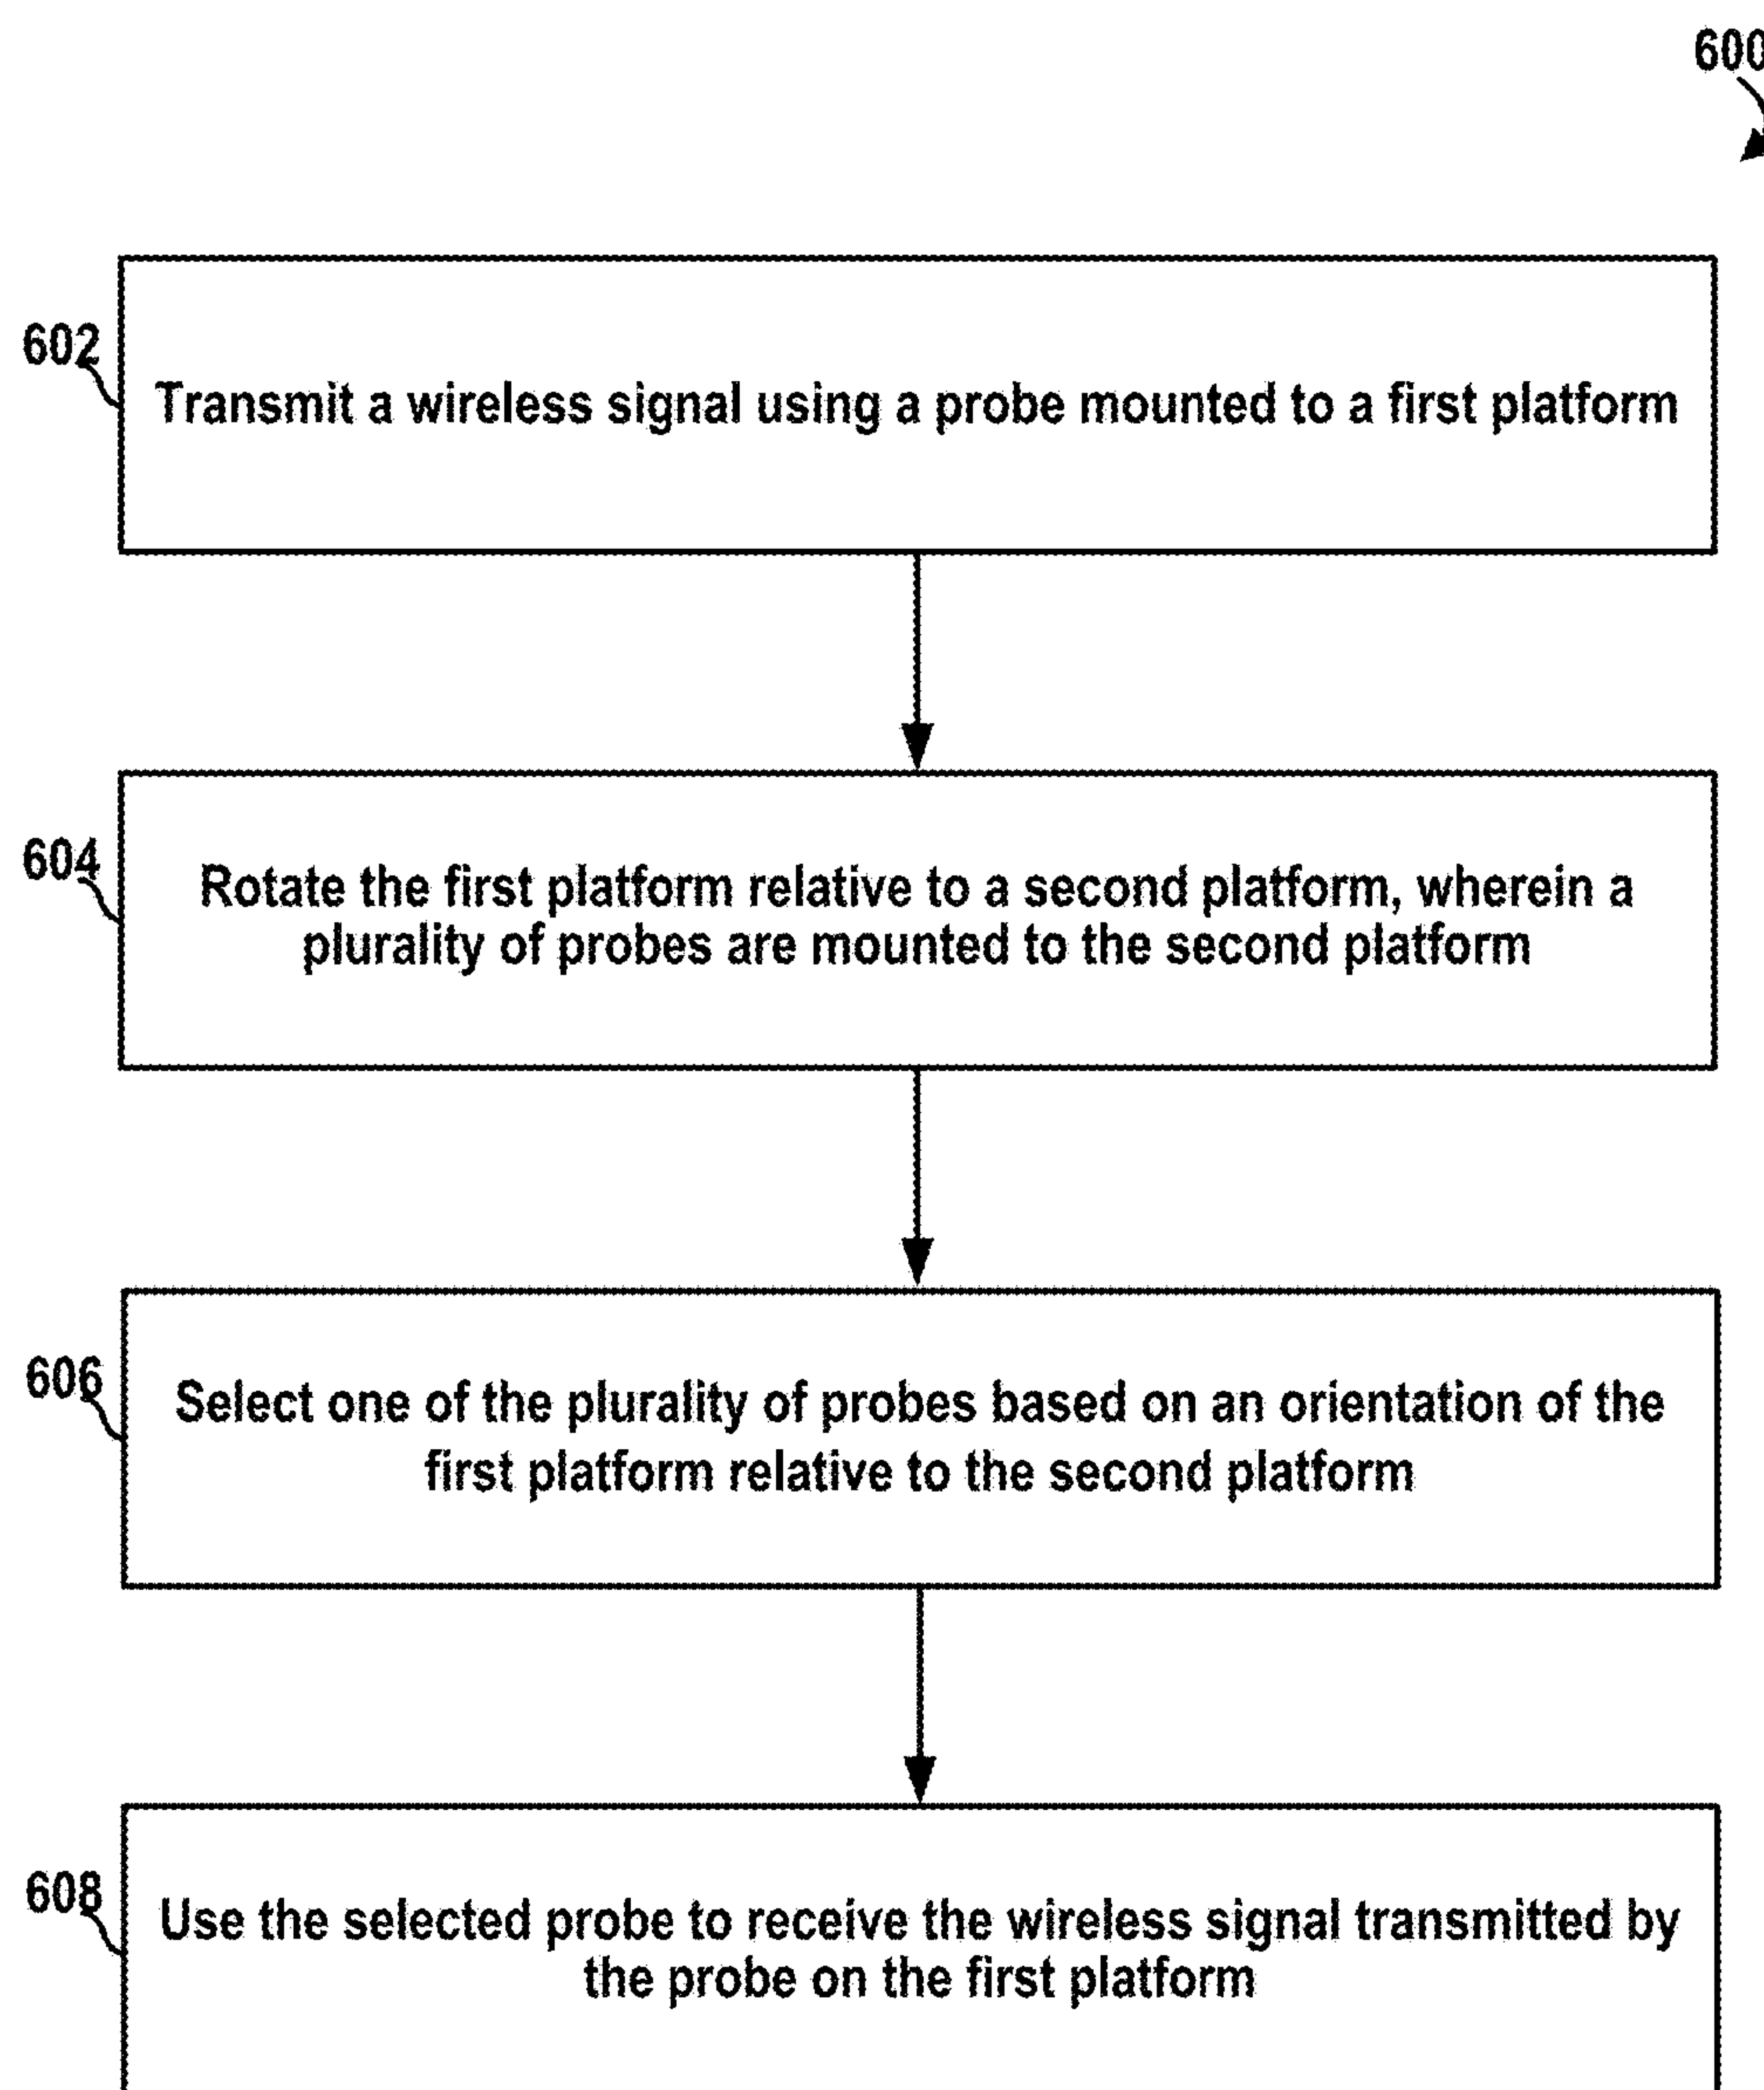 600
602
Transmit a wireless signal using a probe mounted to a first platform
604
Rotate the first platform relative to a second platform, wherein a
plurality of probes are mounted to the second platform
606
Select one of the plurality of probes based on an orientation of the
first platform relative to the second platform
608
Use the selected probe to receive the wireless signal transmitted by
the probe on the first platform